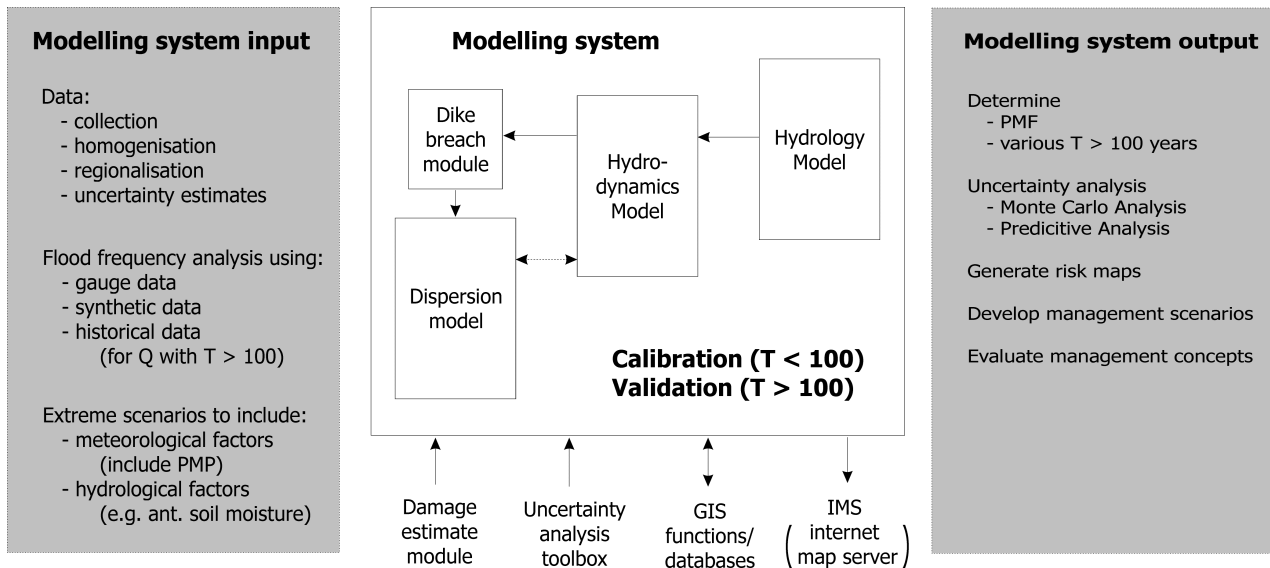 Modelling system input
Data:
- collection
- homogenisation
- regionalisation
- uncertainty estimates
Flood frequency analysis using:
- gauge data
- synthetic data
- historical data
(for Q with T > 100)
Extreme scenarios to include:
- meteorological factors
(include PMP)
- hydrological factors
(e.g. ant. soil moisture)
Modelling system
Dike
breach
module
Hydro-
dynamics
Model
Hydrology
Model
Dispersion
model
Calibration (T < 100)
Validation (T > 100)
Damage
estimate
module
Uncertainty
analysis
toolbox
GIS
functions/
databases
IMS
internet
(map server)
Modelling system output
Determine
- PMF
- various T > 100 years
Uncertainty analysis
- Monte Carlo Analysis
- Predicitive Analysis
Generate risk maps
Develop management scenarios
Evaluate management concepts